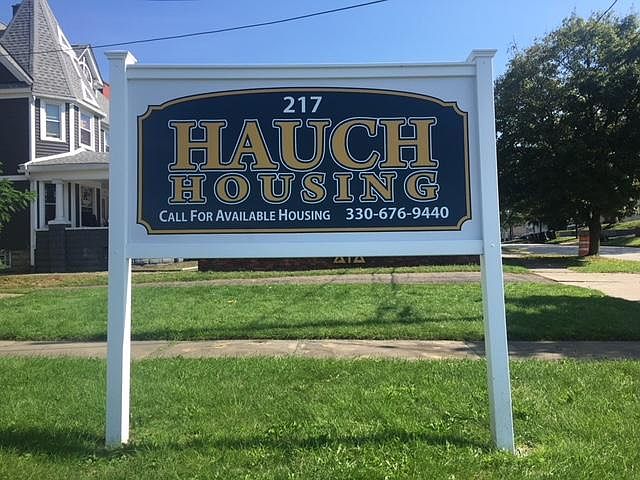 217
HAUCH
HOUSING
CALL FOR AVAILABLE HOUSING 330-676-9440